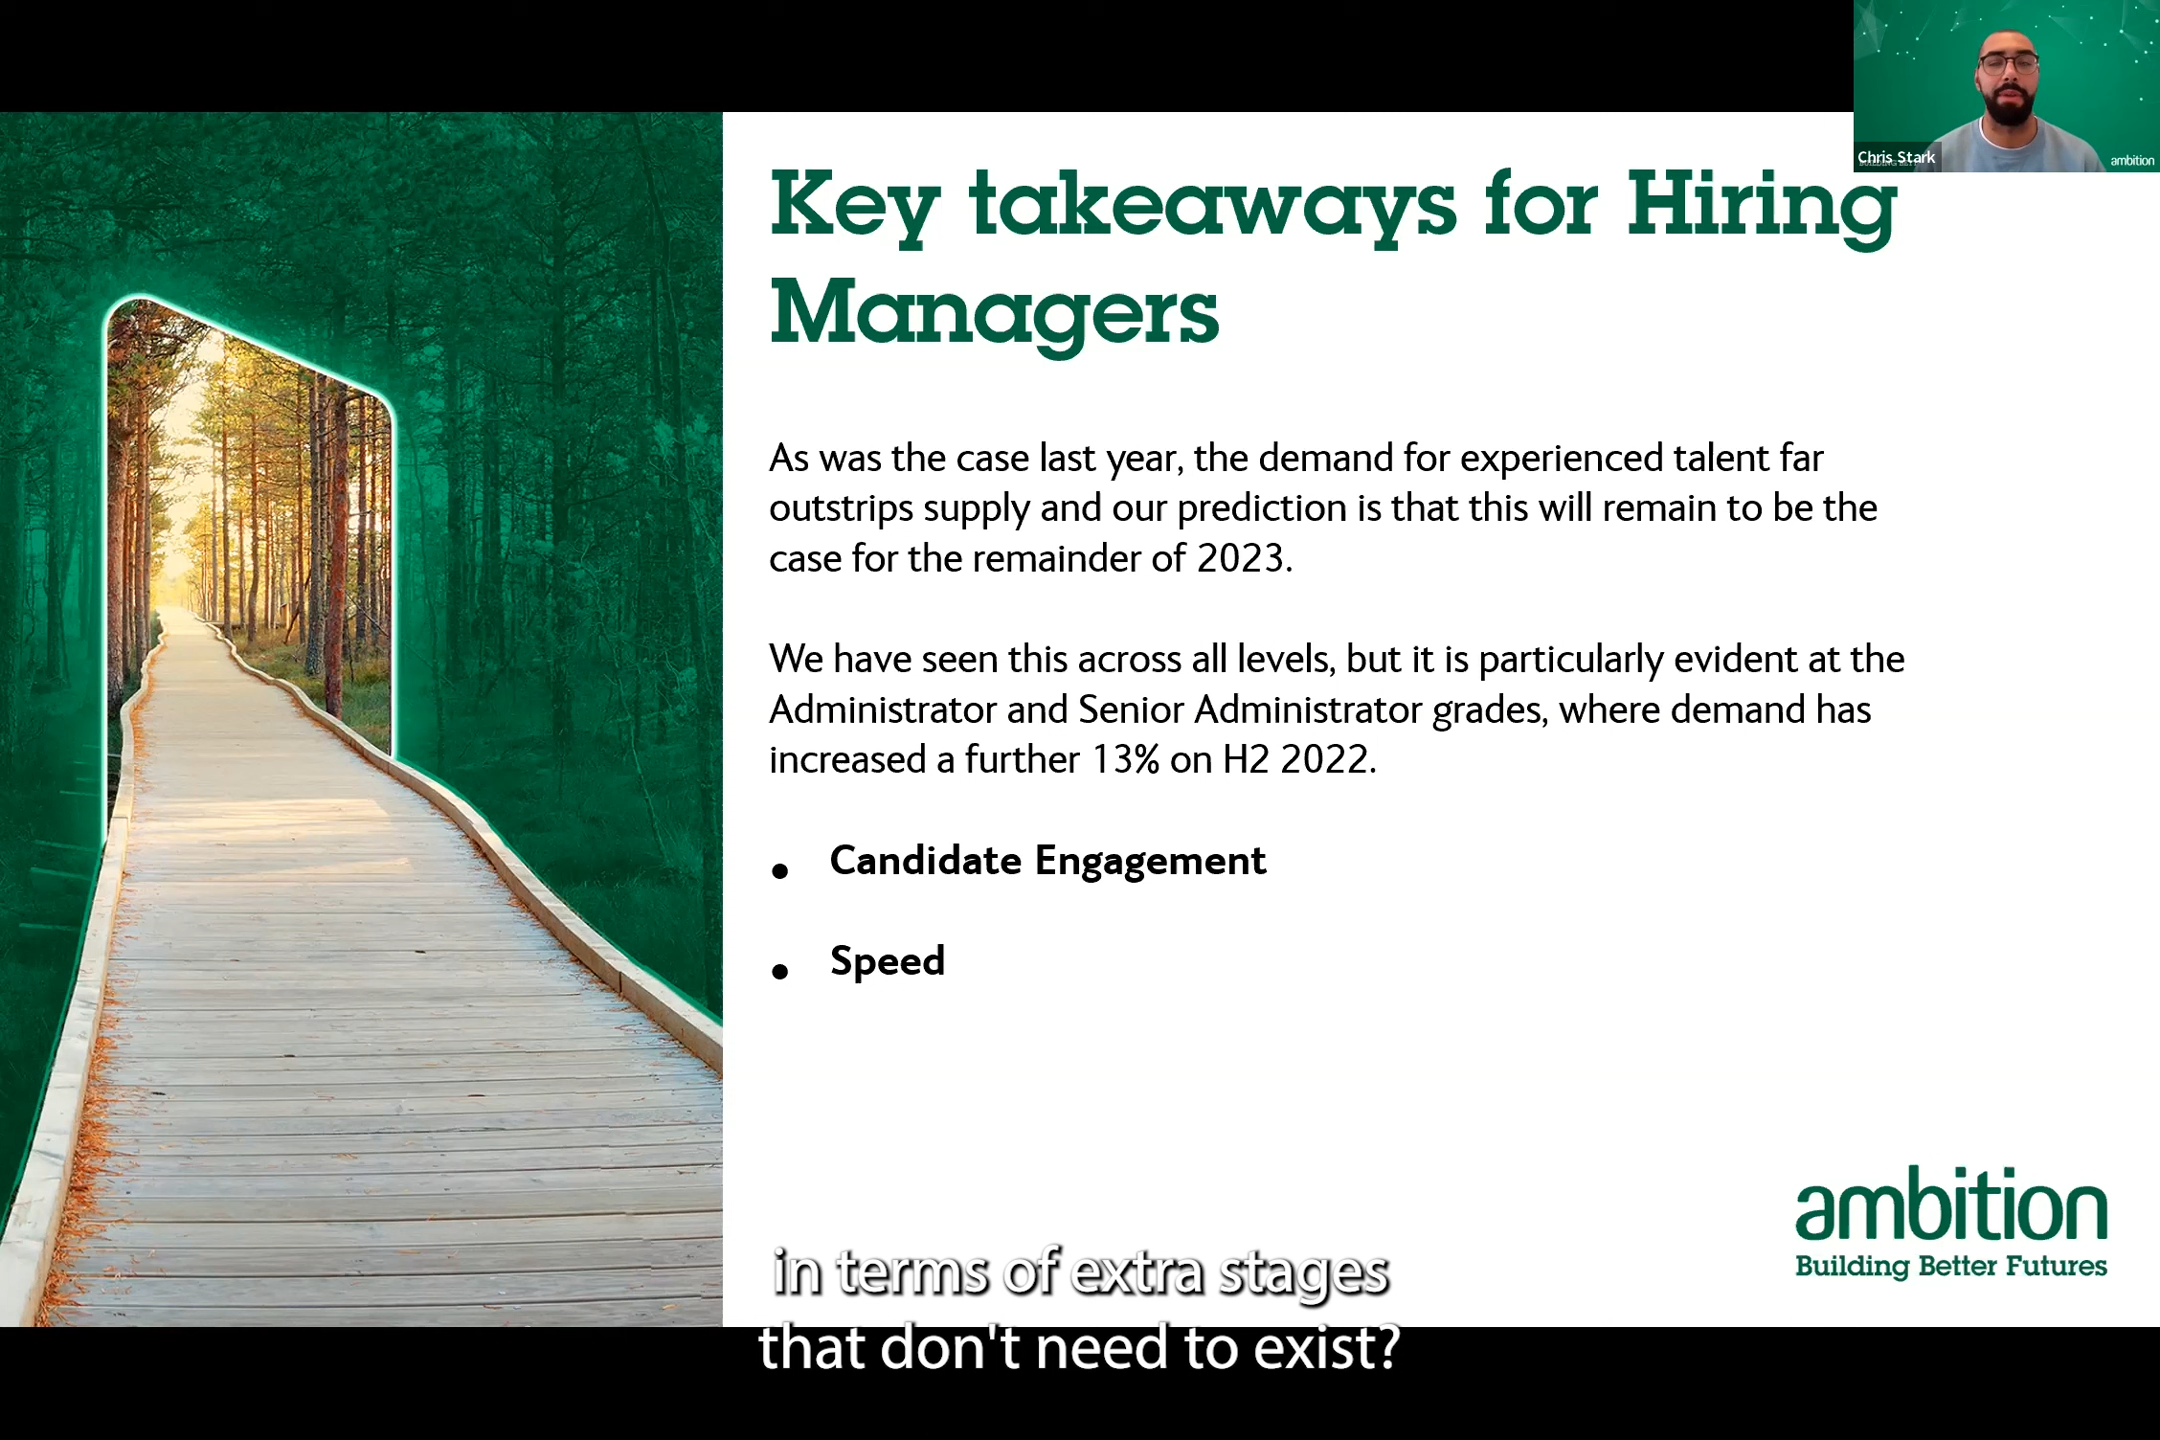 Chris Stark
ambition
Key takeaways for Hiring
Managers
As was the case last year, the demand for experienced talent far
outstrips supply and our prediction is that this will remain to be the
case for the remainder of 2023.
We have seen this across all levels, but it is particularly evident at the
Administrator and Senior Administrator grades, where demand has
increased a further 13% on H2 2022.
• Candidate Engagement
• Speed
ambition
Building Better Futures
in terms of extra stages
that don't need to exist?